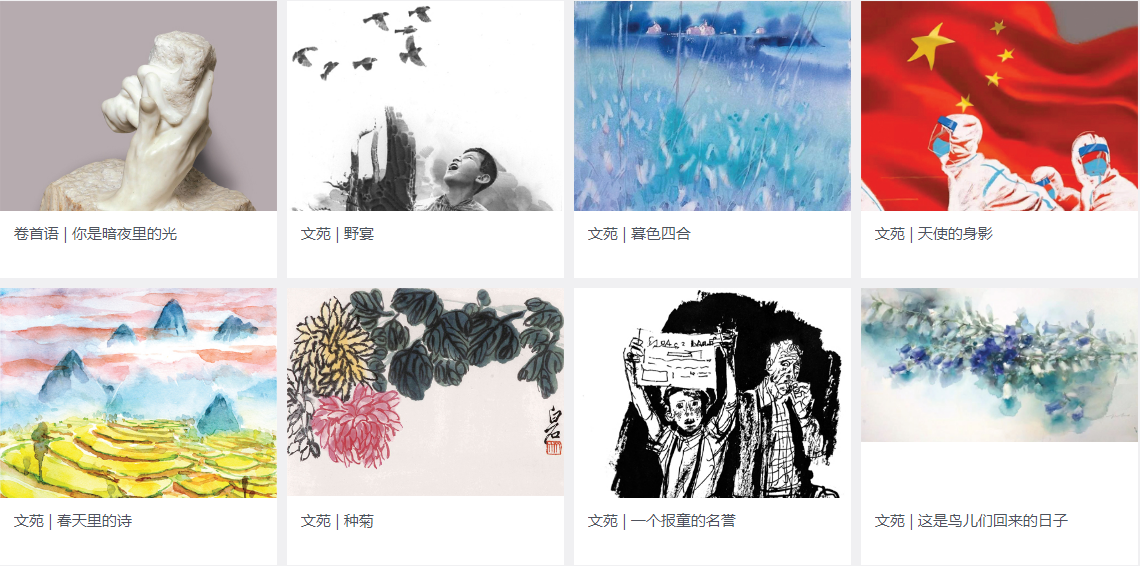 卷首语 | 你是暗夜里的光
文苑 | 野宴
文苑 | 暮色四合
文苑 | 天使的身影
白石
文苑 | 春天里的诗
文苑 | 种菊
文苑 | 一个报童的名誉
文苑 | 这是鸟儿们回来的日子